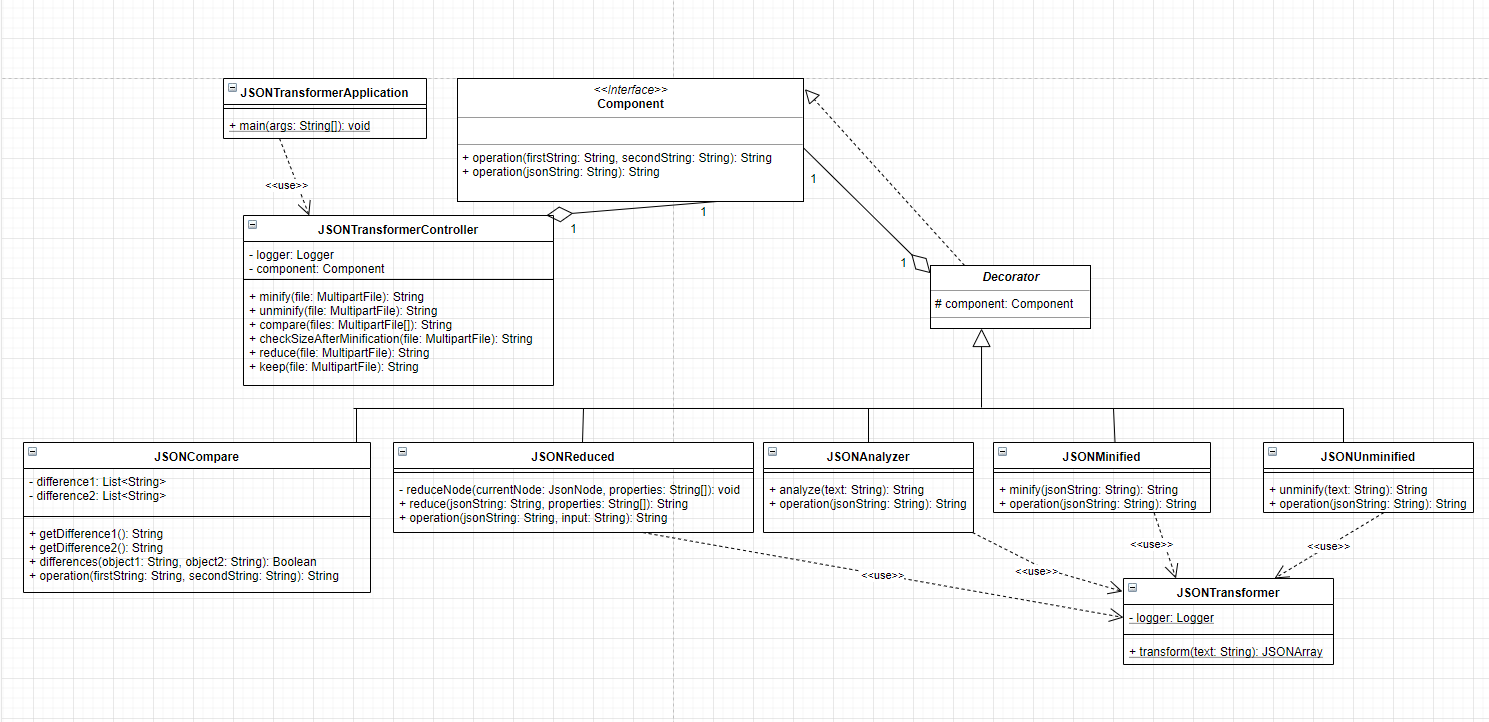 JSONTransformerApplication
+ main(args: String[]): void
<<Interface>>
Component
+ operation(firstString: String, secondString: String): String
+ operation(jsonString: String): String
<<use>>
1
1
1
1
JSONTransformerController
- logger: Logger
- component: Component
+ minify(file: MultipartFile): String
+ unminify(file: MultipartFile): String
+ compare(files: MultipartFile[]): String
+ checkSizeAfterMinification(file: MultipartFile): String
+ reduce(file: MultipartFile): String
+ keep(file: MultipartFile): String
Decorator
# component: Component
JSONCompare
- difference1: List<String>
- difference2: List<String>
+ getDifference1(): String
+ getDifference2(): String
+ differences(object1: String, object2: String): Boolean
+ operation(firstString: String, secondString: String): String
JSONReduced
- reduceNode(currentNode: JsonNode, properties: String[]): void
+ reduce(jsonString: String, properties: String[]): String
+ operation(jsonString: String, input: String): String
JSONAnalyzer
+ analyze(text: String): String
+ operation(jsonString: String): String
JSONMinified
+ minify(jsonString: String): String
+ operation(jsonString: String): String
JSONUnminified
+ unminify(text: String): String
+ operation(jsonString: String): String
<<use>>
<<use>>
<<use>>
<<use>>
JSONTransformer
- logger: Logger
+ transform(text: String): JSONArray